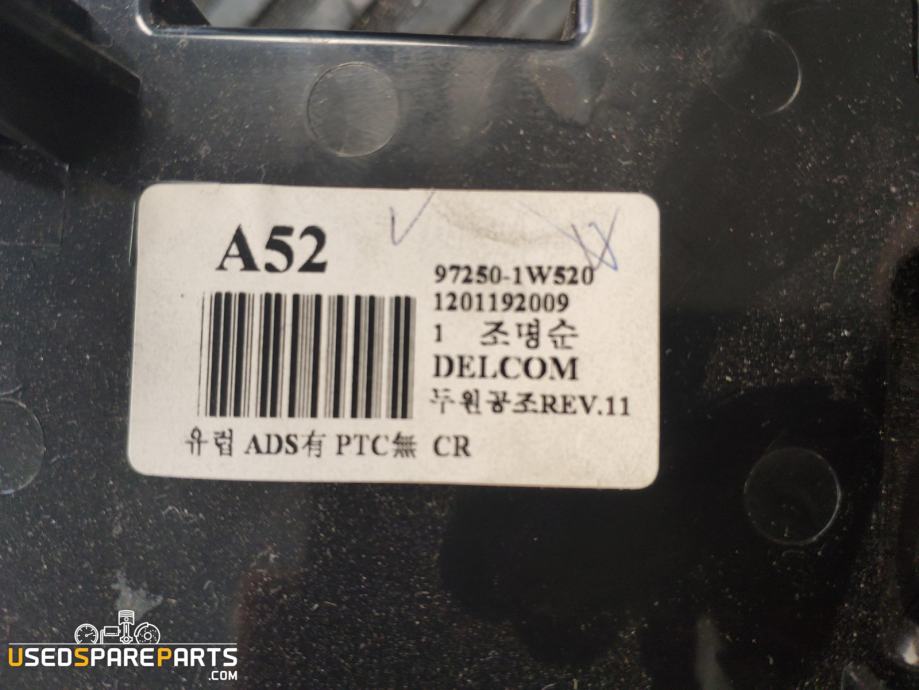 A52
97250-1W520
1201192009
1 조명순
DELCOM
두원공조REV.11
유럽 ADS有 PTC無 CR
USEDSPAREPARTS
.COM